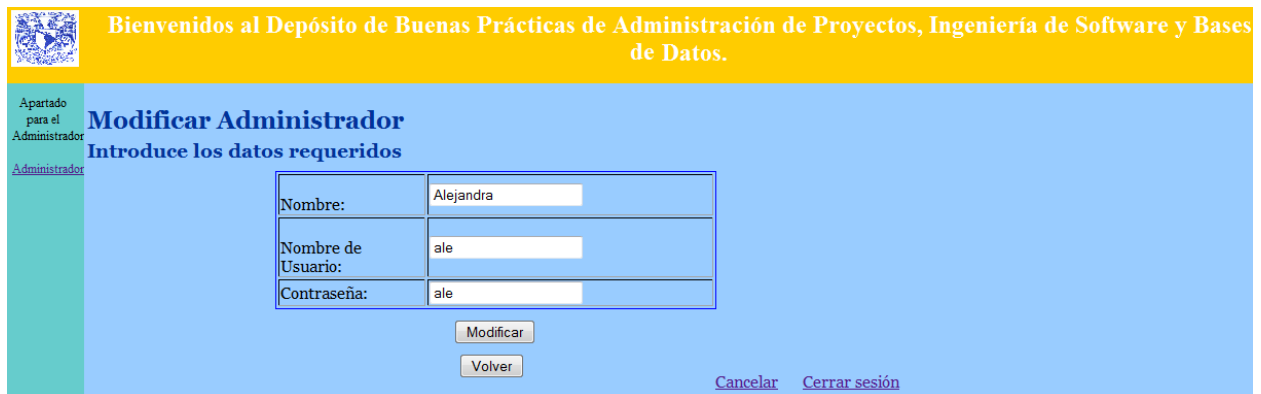 Bienvenidos al Depósito de Buenas Prácticas de Administración de Proyectos, Ingeniería de Software y Bases
de Datos.
Apartado
para el
Administrador
Administrador
Modificar Administrador
Introduce los datos requeridos
Nombre:
Alejandra
Nombre de
Usuario:
ale
Contraseña:
ale
Modificar
Volver
Cancelar
Cerrar sesión